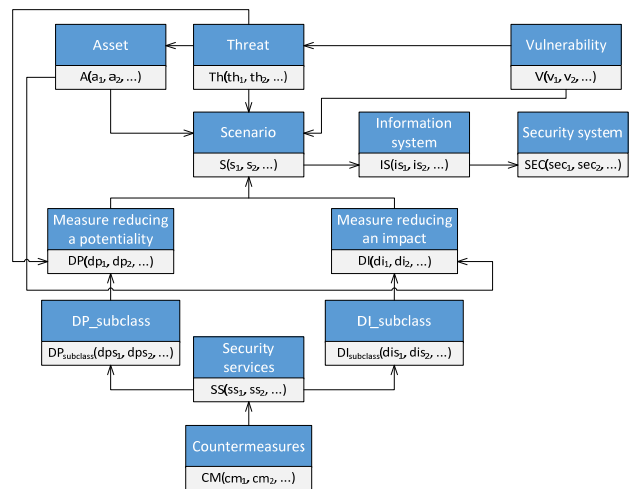 Asset
A(a₁, a₂, ...)
Threat
Th(th₁, th₂, ...)
Vulnerability
V(v₁, v₂, ...)
Scenario
S(s₁, s₂, ...)
Information
system
IS(is₁, is₂, ...)
Security system
SEC(sec₁, sec₂, ...)
Measure reducing
a potentiality
DP(dp₁, dp₂, ...)
Measure reducing
an impact
DI(di₁, di₂, ...)
DP_subclass
DPsubclass(dps₁, dps₂, ...)
DI_subclass
DIsubclass(dis₁, dis₂, ...)
Security
services
SS(ss₁, ss₂, ...)
Countermeasures
CM(cm₁, cm₂, ...)